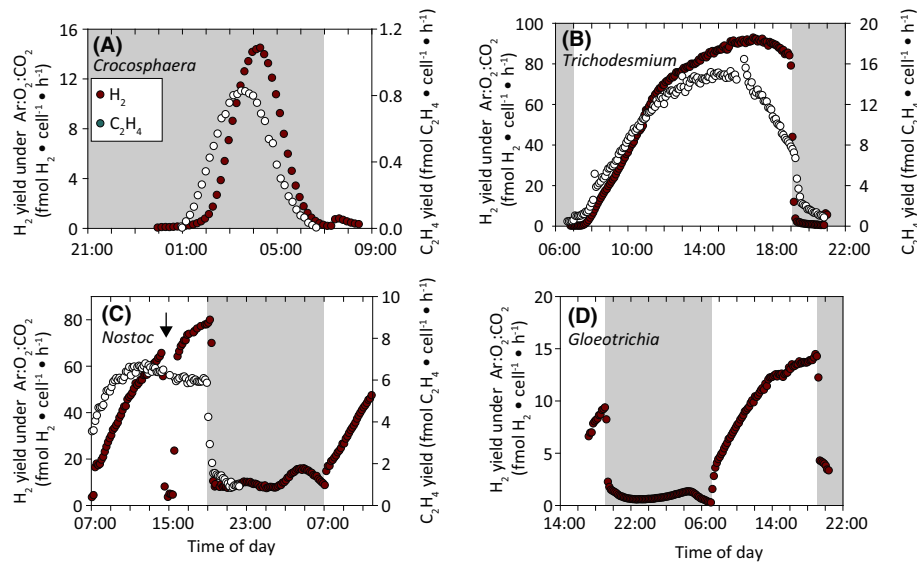 (A)
Crocosphaera
H2
C2H4
H2 yield under Ar:O2:CO2
(fmol H2 • cell-1 • h-1)
16
12
8
4
0
1.2
0.8
0.4
0.0
C2H4 yield (fmol C2H4 • cell-1 • h-1)
21:00 01:00 05:00 09:00
(B)
Trichodesmium
H2 yield under Ar:O2:CO2
(fmol H2 • cell-1 • h-1)
100
80
60
40
20
0
20
16
12
8
4
0
C2H4 yield (fmol C2H4 • cell-1 • h-1)
06:00 10:00 14:00 18:00 22:00
(C)
Nostoc
H2 yield under Ar:O2:CO2
(fmol H2 • cell-1 • h-1)
80
60
40
20
0
10
8
6
4
2
0
C2H4 yield (fmol C2H4 • cell-1 • h-1)
07:00 15:00 23:00 07:00
Time of day
(D)
Gloeotrichia
H2 yield under Ar:O2:CO2
(fmol H2 • cell-1 • h-1)
20
15
10
5
0
14:00 22:00 06:00 14:00 22:00
Time of day